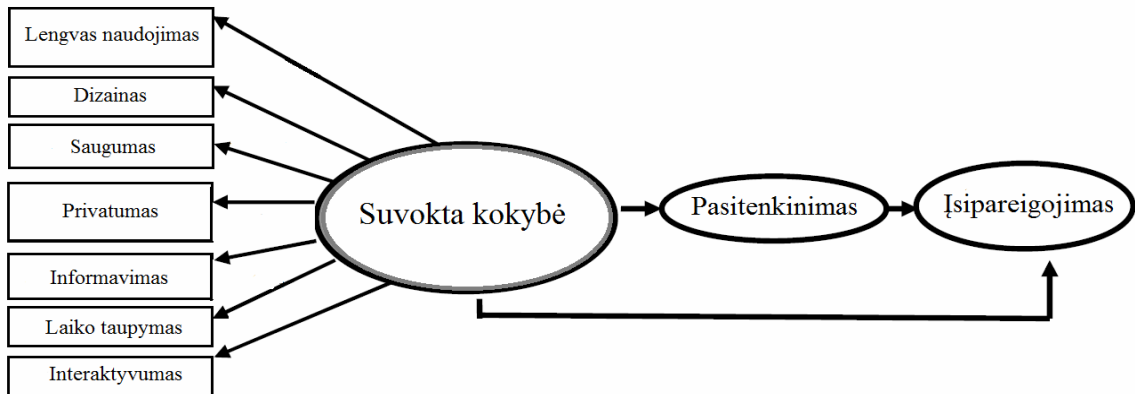 Lengvas naudojimas
Dizainas
Saugumas
Privatumas
Informavimas
Laiko taupymas
Interaktyvumas
Suvokta kokybė
Pasitenkinimas
Įsipareigojimas